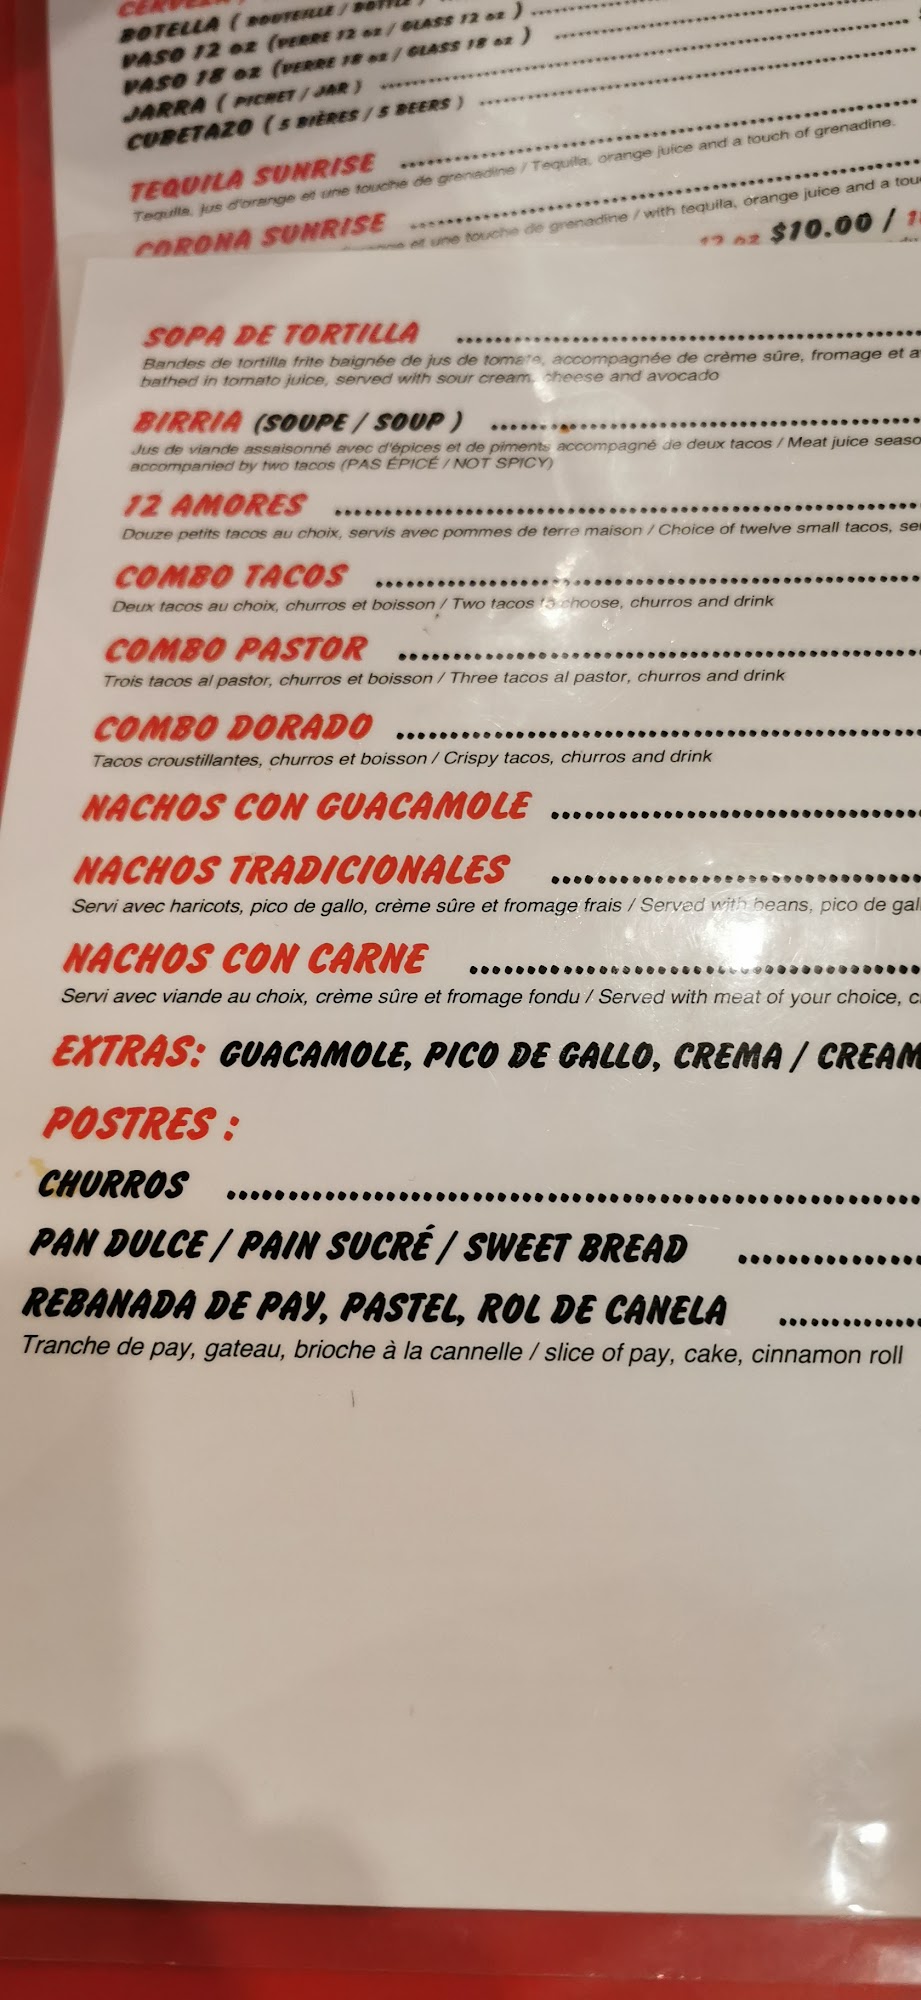 CERVEZA
BOTELLA ( BOUTEILLE / BOTTLE )
VASO 12 oz (VERRE 12 oz / GLASS 12 oz )
VASO 18 oz (VERRE 18 oz / GLASS 18 oz )
JARRA ( PICHET / JAR )
CUBETAZO ( 5 BIÈRES / 5 BEERS )
TEQUILA SUNRISE
Tequila, jus d'orange et une touche de grenadine / Tequila, orange juice and a touch of grenadine.
CORONA SUNRISE
et une touche de grenadine / with tequila, orange juice and a
12 oz $10.00 /
SOPA DE TORTILLA
Bandes de tortilla frite baignée de jus de tomate, accompagnée de crème sûre, fromage et
bathed in tomato juice, served with sour cream, cheese and avocado
BIRRIA (SOUPE / SOUP )
Jus de viande assaisonné avec d'épices et de piments accompagné de deux tacos / Meat juice
accompanied by two tacos (PAS ÉPICÉ / NOT SPICY)
12 AMORES
Douze petits tacos au choix, servis avec pommes de terre maison / Choice of twelve small tacos,
COMBO TACOS
Deux tacos au choix, churros et boisson / Two tacos to choose, churros and drink
COMBO PASTOR
Trois tacos al pastor, churros et boisson / Three tacos al pastor, churros and drink
COMBO DORADO
Tacos croustillantes, churros et boisson / Crispy tacos, churros and drink
NACHOS CON GUACAMOLE
NACHOS TRADICIONALES
Servi avec haricots, pico de gallo, crème sûre et fromage frais / Served with beans, pico de
NACHOS CON CARNE
Servi avec viande au choix, crème sûre et fromage fondu / Served with meat of your choice,
EXTRAS: GUACAMOLE, PICO DE GALLO, CREMA / CREAM
POSTRES :
CHURROS
PAN DULCE / PAIN SUCRÉ / SWEET BREAD
REBANADA DE PAY, PASTEL, ROL DE CANELA
Tranche de pay, gateau, brioche à la cannelle / slice of pay, cake, cinnamon roll